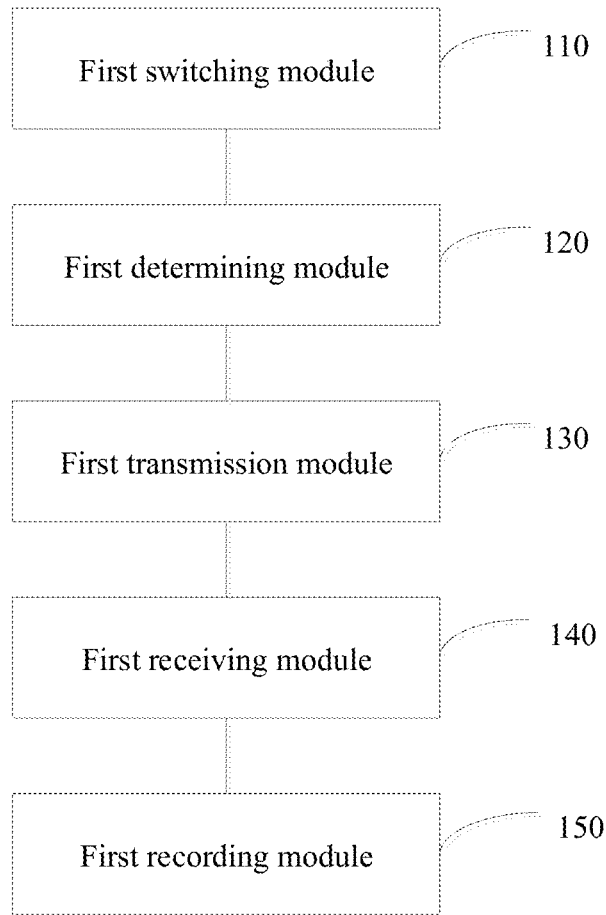 First switching module
110
First determining module
120
First transmission module
130
First receiving module
140
First recording module
150